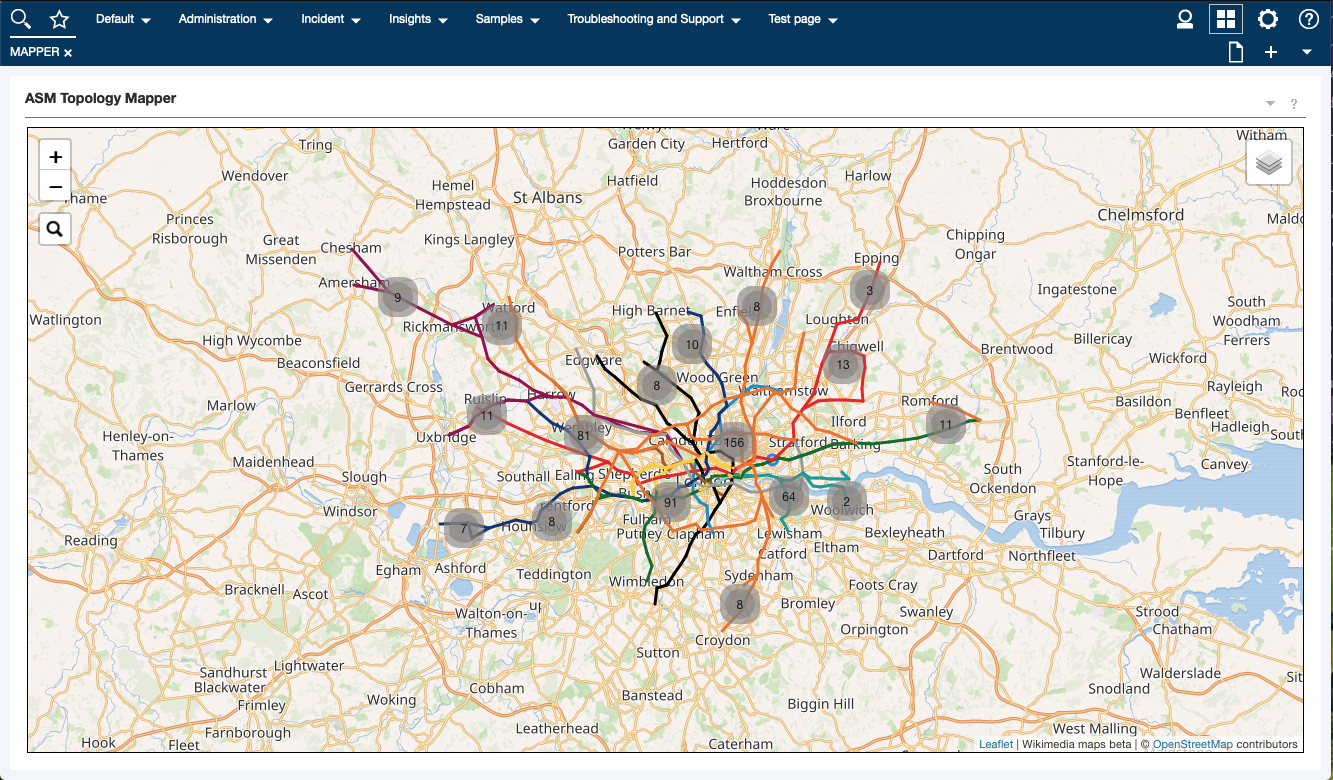 Default
Administration
Incident
Insights
Samples
Troubleshooting and Support
Test page
MAPPER
ASM Topology Mapper
?
+
−
Tring
Garden City
Hertford
Witham
Wendover
Hatfield
Harlow
Hemel
Hempstead
St Albans
Hoddesdon
Broxbourne
Chelmsford
Princes
Risborough
Great
Missenden
Chesham
Kings Langley
Potters Bar
Chipping
Ongar
Waltham Cross
Epping
Amersham
9
8
3
Ingatestone
South
Woodham
Ferrers
Watlington
Watford
11
High Barnet
Loughton
High Wycombe
10
Chigwell
Brentwood
Billericay
Beaconsfield
Edgware
13
Wickford
Gerrards Cross
8
Wood Green
Rayleigh
Marlow
Ruislip
Harrow
Walthamstow
Romford
Basildon
Benfleet
11
Ilford
11
Hadleigh
Henley-on-
Thames
Uxbridge
Wembley
81
156
Stratford
Barking
Maidenhead
Slough
Southall
Ealing
Shepherd's
South
Ockendon
Stanford-le-
Hope
Canvey
Windsor
91
64
2
Woolwich
Grays
Tilbury
Reading
7
Hounslow
8
Fulham
Putney
Clapham
Lewisham
Bexleyheath
Catford
Eltham
Dartford
Northfleet
Egham
Ashford
Teddington
Wimbledon
Sydenham
Foots Cray
Bracknell
Ascot
8
Bromley
Swanley
Strood
Chatham
Walton-on-
Thames
Croydon
Orpington
Sutton
Sandhurst
Lightwater
Blackwater
Frimley
Woking
Cobham
Banstead
Biggin Hill
Snodland
Walderslade
Farnborough
Leatherhead
West Malling
Hook
Fleet
Caterham
Leaflet | Wikimedia maps beta | © OpenStreetMap contributors